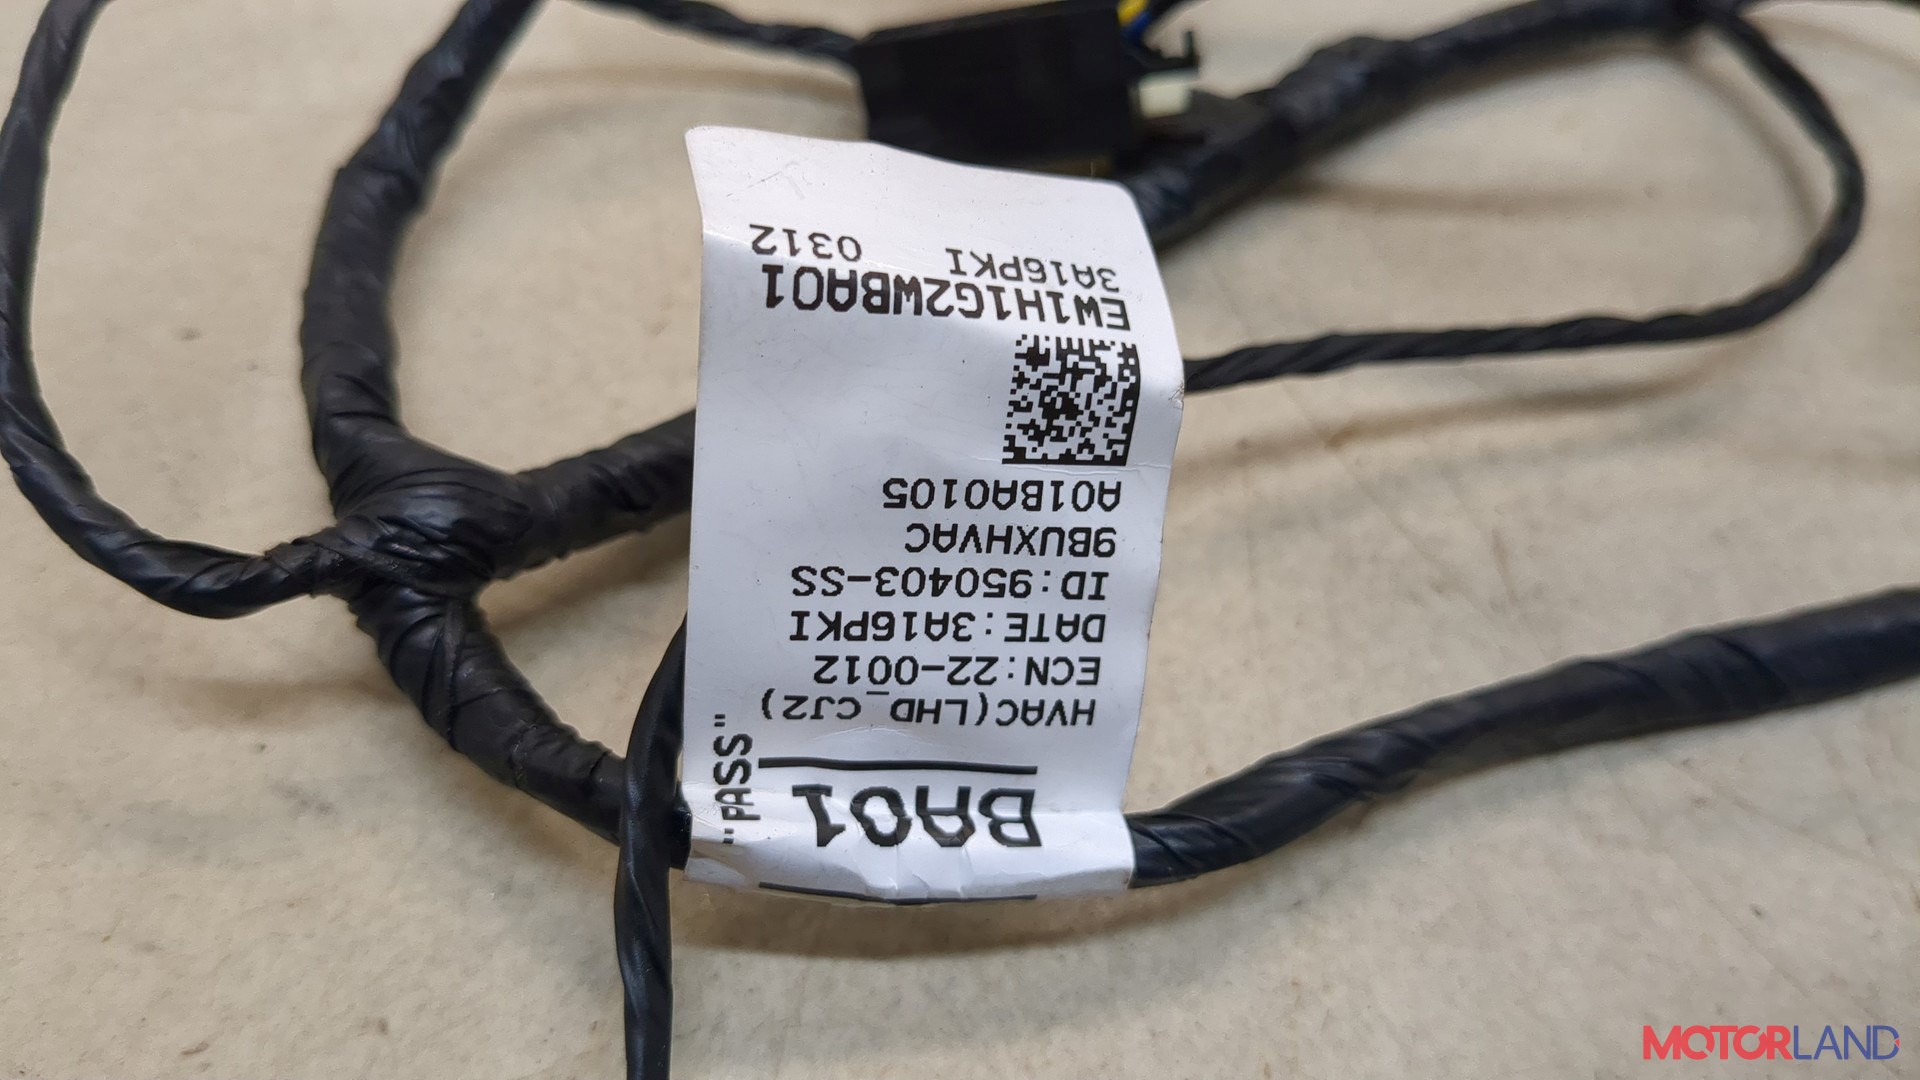 BA01
"PASS"
HVAC(LHD_CJ2)
ECN:22-0012
DATE:3A16PKI
ID:950403-SS
9BUXHVAC
A01BA0105
EW1H1G2WBA01
3A16PKI 0312
MOTORLAND